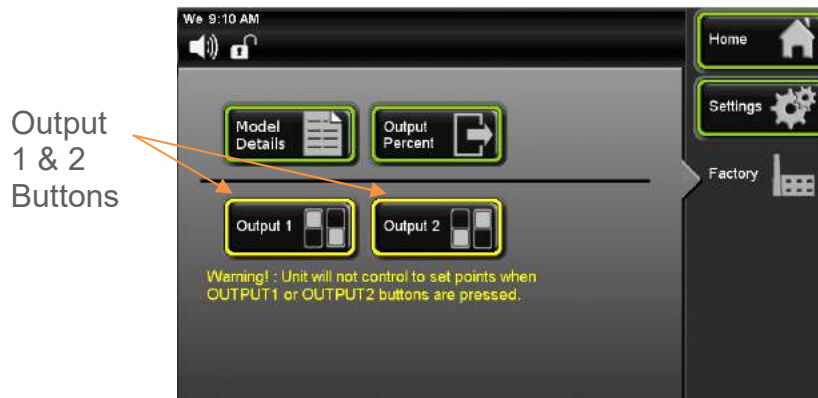 We 9:10 AM
Home
Settings
Factory
Output
1 & 2
Buttons
Model
Details
Output
Percent
Output 1
Output 2
Warning! : Unit will not control to set points when
OUTPUT1 or OUTPUT2 buttons are pressed.